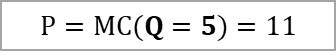 P = MC(Q = 5) = 11